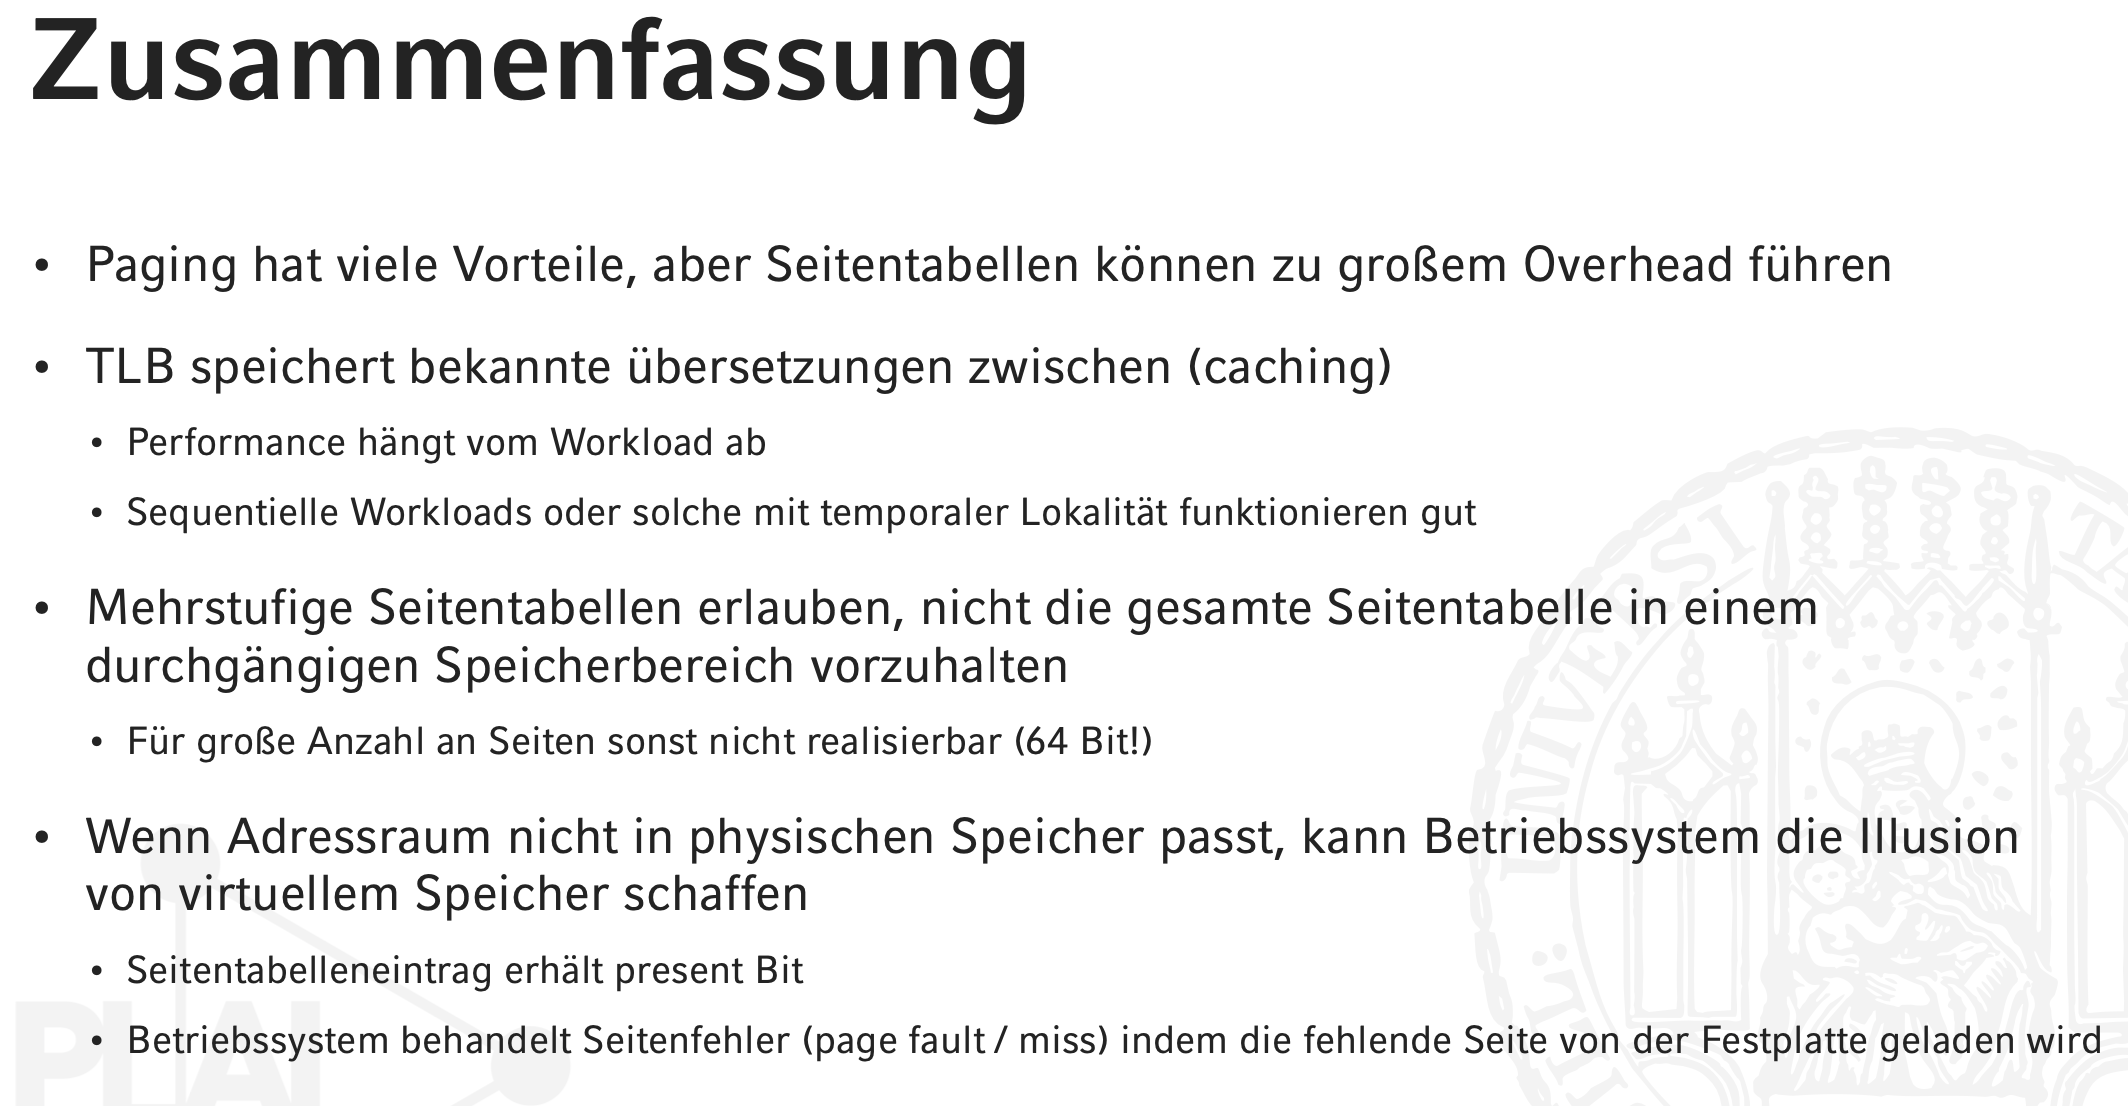 Zusammenfassung
• Paging hat viele Vorteile, aber Seitentabellen können zu großem Overhead führen
• TLB speichert bekannte übersetzungen zwischen (caching)
• Performance hängt vom Workload ab
• Sequentielle Workloads oder solche mit temporaler Lokalität funktionieren gut
• Mehrstufige Seitentabellen erlauben, nicht die gesamte Seitentabelle in einem
durchgängigen Speicherbereich vorzuhalten
• Für große Anzahl an Seiten sonst nicht realisierbar (64 Bit!)
• Wenn Adressraum nicht in physischen Speicher passt, kann Betriebssystem die Illusion
von virtuellem Speicher schaffen
• Seitentabelleneintrag erhält present Bit
• Betriebssystem behandelt Seitenfehler (page fault / miss) indem die fehlende Seite von der Festplatte geladen wird
PLAI